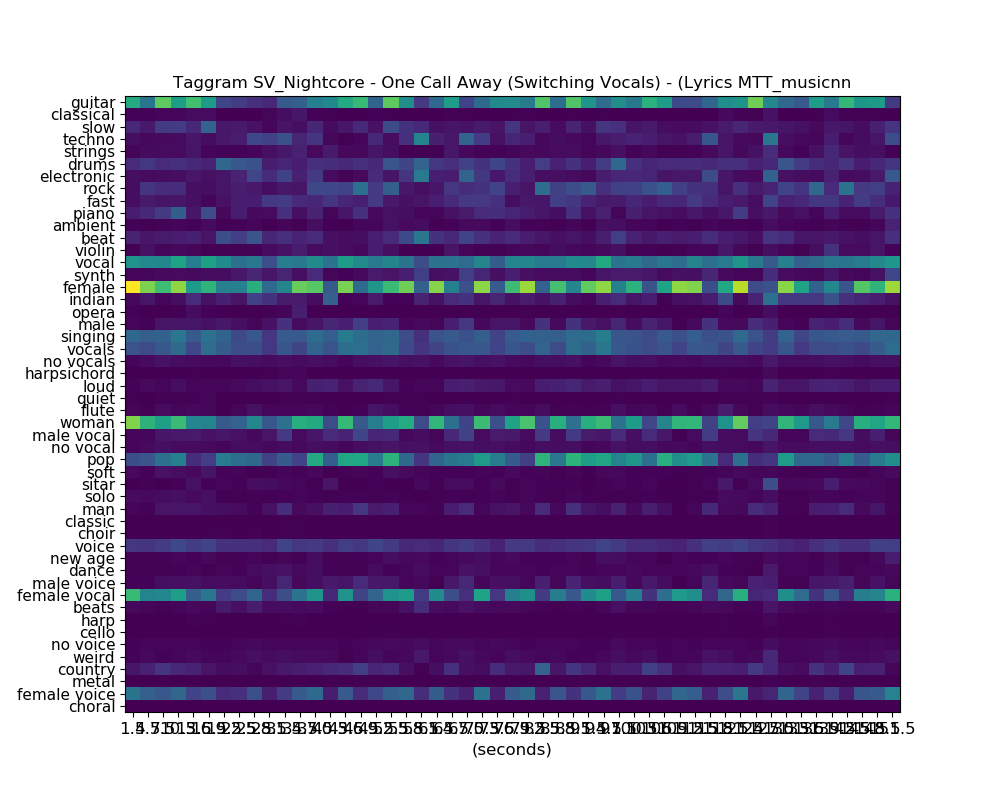 Taggram SV_Nightcore - One Call Away (Switching Vocals) - (Lyrics MTT_musicnn
guitar
classical
slow
techno
strings
drums
electronic
rock
fast
piano
ambient
beat
violin
vocal
synth
female
indian
opera
male
singing
vocals
no vocals
harpsichord
loud
quiet
flute
woman
male vocal
no vocal
pop
soft
sitar
solo
man
classic
choir
voice
new age
dance
male voice
female vocal
beats
harp
cello
no voice
weird
country
metal
female voice
choral
(seconds)